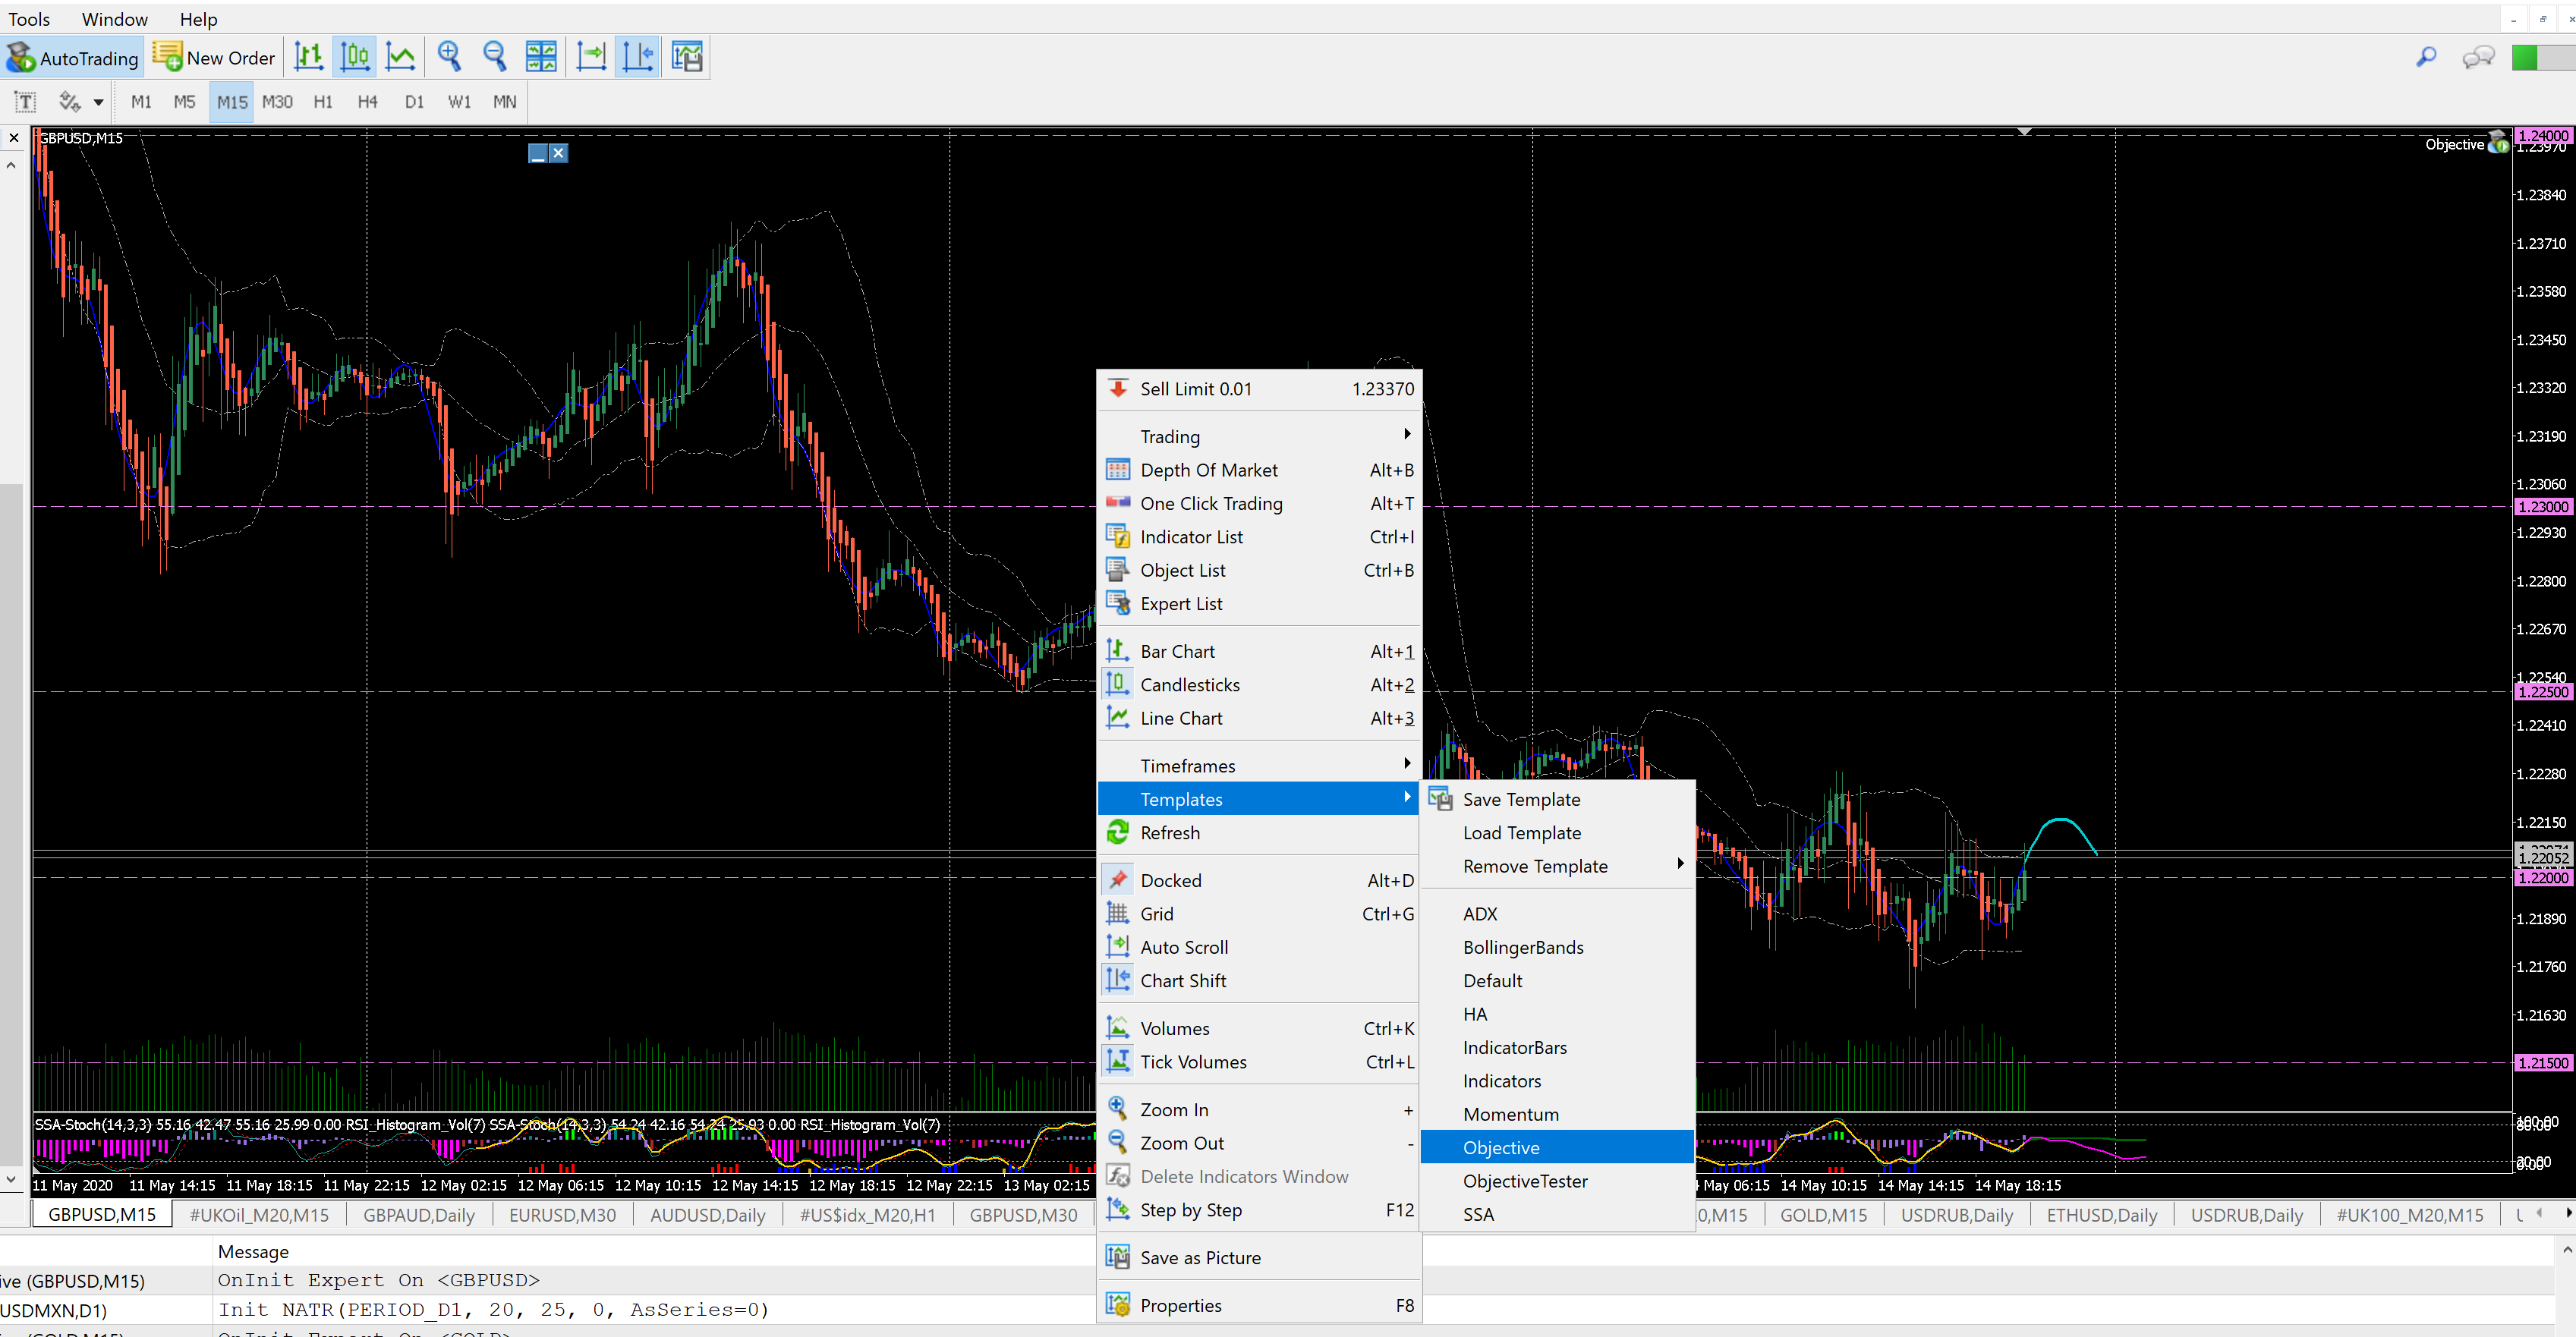 Tools Window Help
AutoTrading New Order
T M1 M5 M15 M30 H1 H4 D1 W1 MN
GBPUSD,M15
Objective
1.24000
1.23970
1.23840
1.23710
1.23580
1.23450
1.23320
1.23190
1.23060
1.23000
1.22930
1.22800
1.22670
1.22540
1.22500
1.22410
1.22280
1.22150
1.22052
1.22000
1.21890
1.21760
1.21630
1.21500
Sell Limit 0.01 1.23370
Trading
Depth Of Market Alt+B
One Click Trading Alt+T
Indicator List Ctrl+I
Object List Ctrl+B
Expert List
Bar Chart Alt+1
Candlesticks Alt+2
Line Chart Alt+3
Timeframes
Templates
Refresh
Docked Alt+D
Grid Ctrl+G
Auto Scroll
Chart Shift
Volumes Ctrl+K
Tick Volumes Ctrl+L
Zoom In +
Zoom Out -
Delete Indicators Window
Step by Step F12
Save as Picture
Properties F8
Save Template
Load Template
Remove Template
ADX
BollingerBands
Default
HA
IndicatorBars
Indicators
Momentum
Objective
ObjectiveTester
SSA
SSA-Stoch(14,3,3) 55.16 42.47 55.16 25.99 0.00 RSI_Histogram_Vol(7) SSA-Stoch(14,3,3) 54.24 42.16 54.24 25.93 0.00 RSI_Histogram_Vol(7)
11 May 2020 11 May 14:15 11 May 18:15 11 May 22:15 12 May 02:15 12 May 06:15 12 May 10:15 12 May 14:15 12 May 18:15 12 May 22:15 13 May 02:15 May 06:15 14 May 10:15 14 May 14:15 14 May 18:15
GBPUSD,M15 #UKOil_M20,M15 GBPAUD,Daily EURUSD,M30 AUDUSD,Daily #US$idx_M20,H1 GBPUSD,M30 0,M15 GOLD,M15 USDRUB,Daily ETHUSD,Daily USDRUB,Daily #UK100_M20,M15
Message
ive (GBPUSD,M15) OnInit Expert On <GBPUSD>
USDMXN,D1) Init NATR(PERIOD_D1, 20, 25, 0, AsSeries=0)